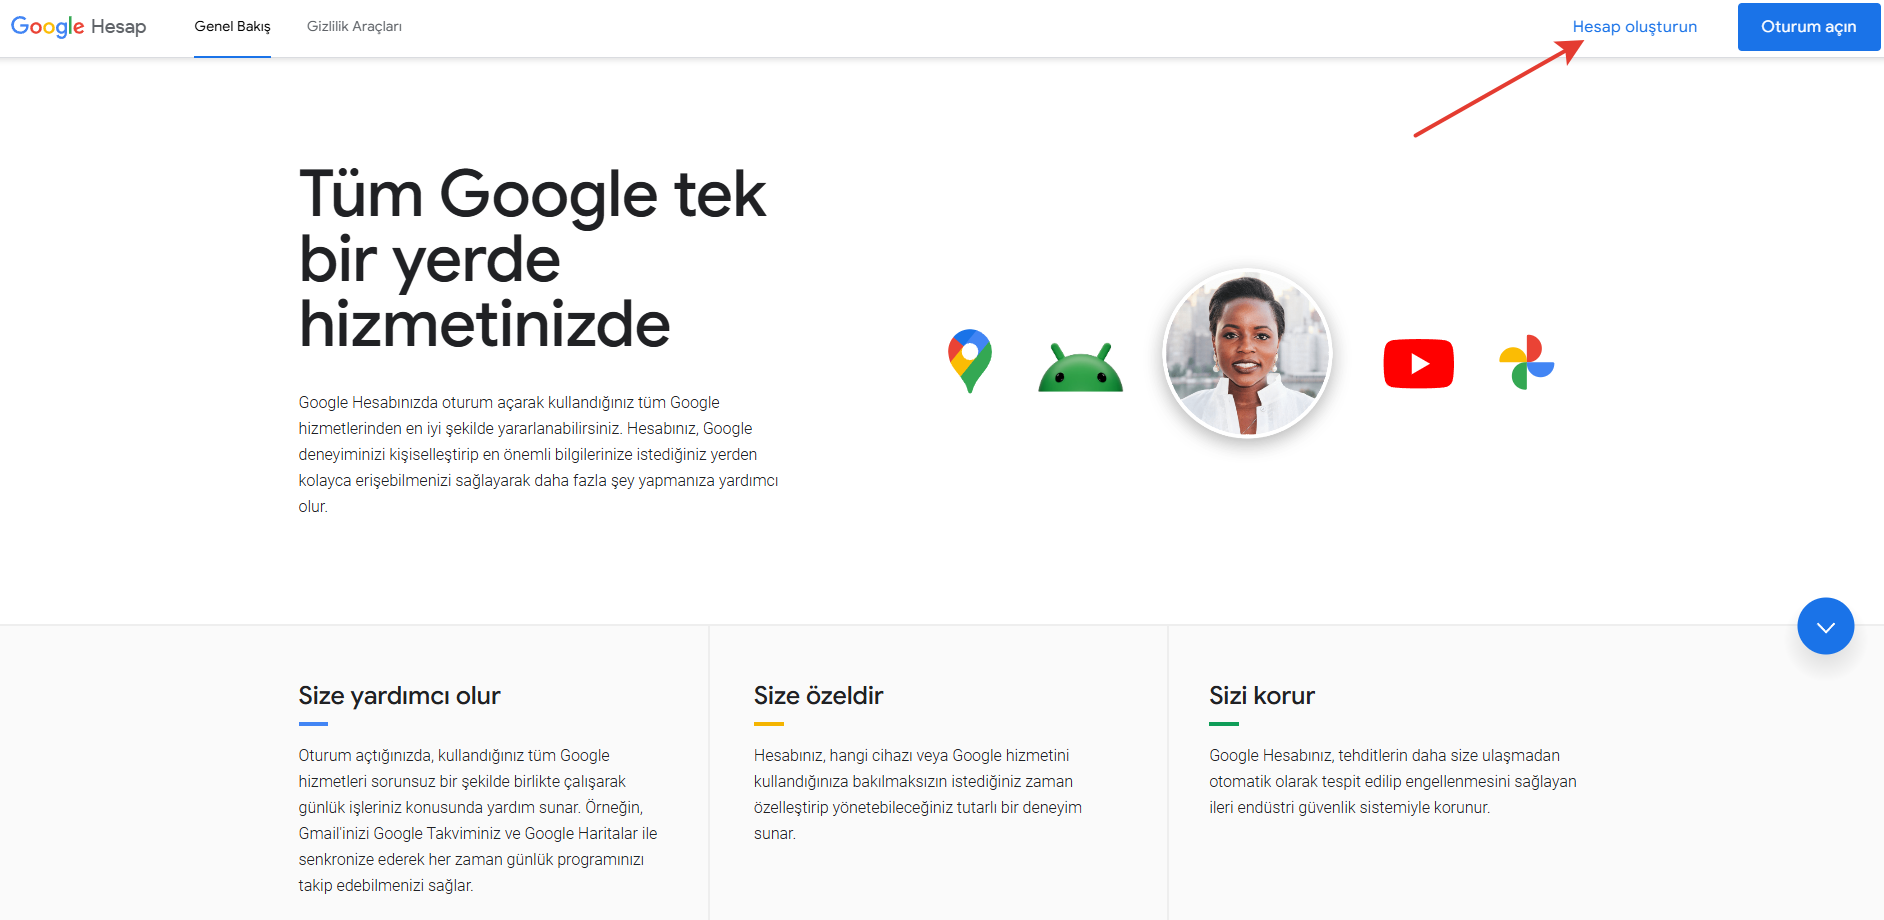 Google Hesap
Genel Bakış
Gizlilik Araçları
Hesap oluşturun
Oturum açın
Tüm Google tek
bir yerde
hizmetinizde
Google Hesabınızda oturum açarak kullandığınız tüm Google
hizmetlerinden en iyi şekilde yararlanabilirsiniz. Hesabınız, Google
deneyiminizi kişiselleştirip en önemli bilgilerinize istediğiniz yerden
kolayca erişebilmenizi sağlayarak daha fazla şey yapmanıza yardımcı
olur.
Size yardımcı olur
Oturum açtığınızda, kullandığınız tüm Google
hizmetleri sorunsuz bir şekilde birlikte çalışarak
günlük işleriniz konusunda yardım sunar. Örneğin,
Gmail'inizi Google Takviminiz ve Google Haritalar ile
senkronize ederek her zaman günlük programınızı
takip edebilmenizi sağlar.
Size özeldir
Hesabınız, hangi cihazı veya Google hizmetini
kullandığınıza bakılmaksızın istediğiniz zaman
özelleştirip yönetebileceğiniz tutarlı bir deneyim
sunar.
Sizi korur
Google Hesabınız, tehditlerin daha size ulaşmadan
otomatik olarak tespit edilip engellenmesini sağlayan
ileri endüstri güvenlik sistemiyle korunur.